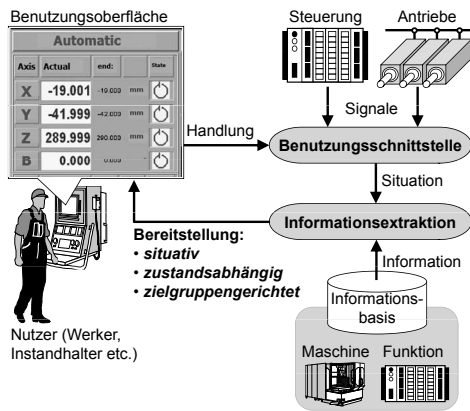 Benutzungsoberfläche
Automatic
Axis Actual end: State
X -19.001 -19.000 mm
Y -41.999 -42.000 mm
Z 289.999 290.000 mm
B 0.000 0.000
Steuerung Antriebe
Signale
Handlung
Benutzungsschnittstelle
Situation
Informationsextraktion
Bereitstellung:
• situativ
• zustandsabhängig
• zielgruppengerichtet
Information
Informations-
basis
Maschine Funktion
Nutzer (Werker,
Instandhalter etc.)